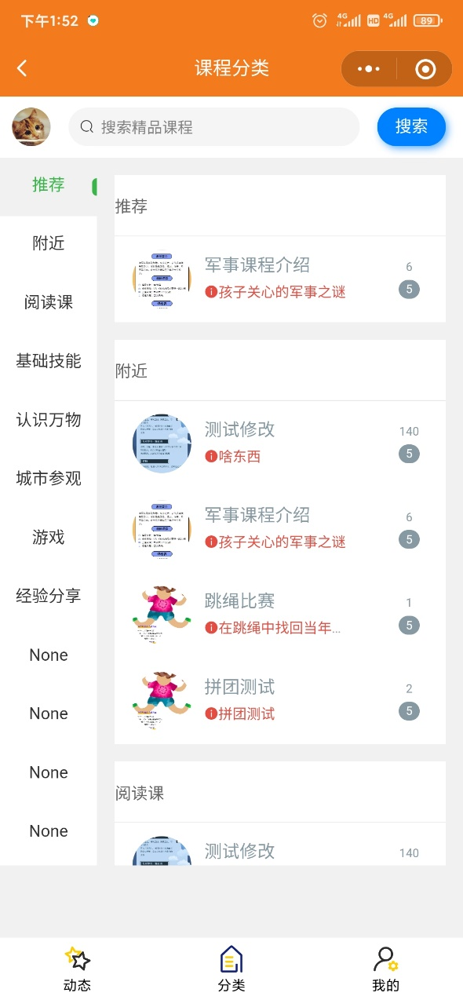 下午1:52
4G HD 4G 89
课程分类
搜索精品课程
搜索
推荐
附近
阅读课
基础技能
认识万物
城市参观
游戏
经验分享
None
None
None
None
推荐
军事课程介绍
6
孩子关心的军事之谜
5
附近
测试修改
140
啥东西
5
军事课程介绍
6
孩子关心的军事之谜
5
跳绳比赛
1
在跳绳中找回当年...
5
拼团测试
2
拼团测试
5
阅读课
测试修改
140
动态
分类
我的